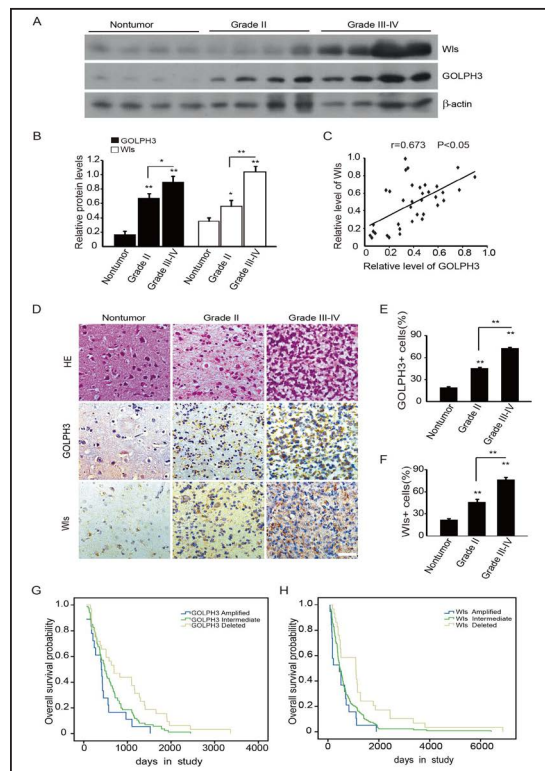 A
Nontumor
Grade II
Grade III-IV
Wls
GOLPH3
β-actin
B
GOLPH3
Wls
Relative protein levels
1.2
1.0
0.8
0.6
0.4
0.2
0
**
*
**
*
**
**
Nontumor
Grade II
Grade III-IV
Nontumor
Grade II
Grade III-IV
C
r=0.673 P<0.05
Relative level of Wls
1.0
0.8
0.6
0.4
0.2
0
0 0.2 0.4 0.6 0.8 1.0
Relative level of GOLPH3
D
Nontumor
Grade II
Grade III-IV
HE
GOLPH3
Wls
E
GOLPH3+ cells(%)
90
60
30
0
**
**
**
Nontumor
Grade II
Grade III-IV
F
Wls+ cells(%)
90
60
30
0
**
**
**
Nontumor
Grade II
Grade III-IV
G
GOLPH3 Amplified
GOLPH3 Intermediate
GOLPH3 Deleted
Overall survival probability
1.0
0.8
0.6
0.4
0.2
0
0 1000 2000 3000 4000
days in study
H
Wls Amplified
Wls Intermediate
Wls Deleted
Overall survival probability
1.0
0.8
0.6
0.4
0.2
0
0 2000 4000 6000
days in study